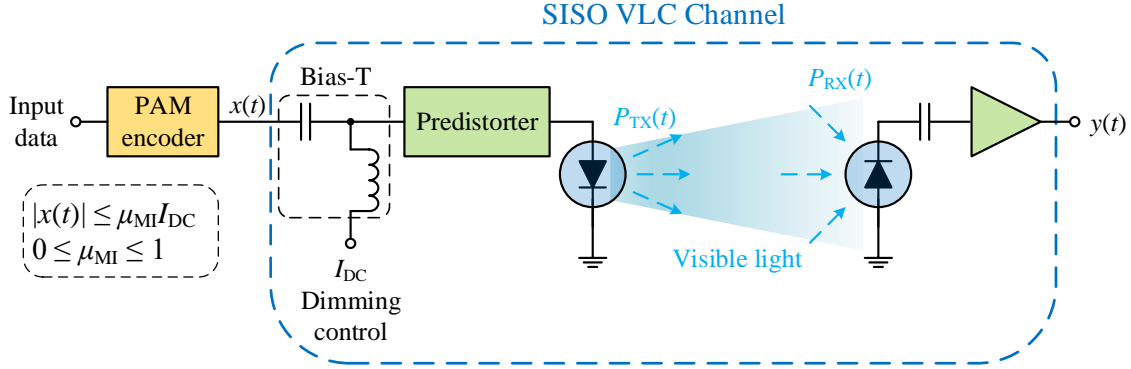 SISO VLC Channel
Bias-T
Input
data
PAM
encoder
x(t)
Predistorter
P_TX(t)
P_RX(t)
y(t)
|x(t)| ≤ μ_MI I_DC
0 ≤ μ_MI ≤ 1
I_DC
Dimming
control
Visible light